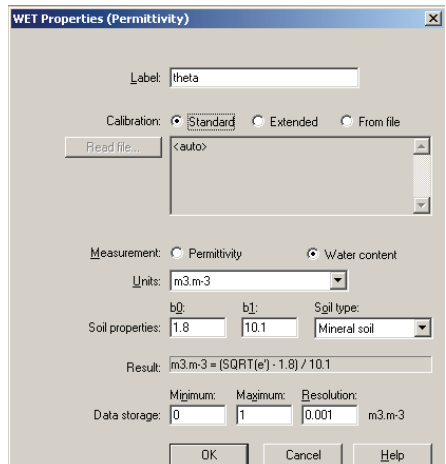 WET Properties (Permittivity)
Label: theta
Calibration: Standard Extended From file
Read file... <auto>
Measurement: Permittivity Water content
Units: m3.m-3
b0: b1: Soil type:
Soil properties: 1.8 10.1 Mineral soil
Result: m3.m-3 = (SQRT(e') - 1.8) / 10.1
Minimum: Maximum: Resolution:
Data storage: 0 1 0.001 m3.m-3
OK Cancel Help